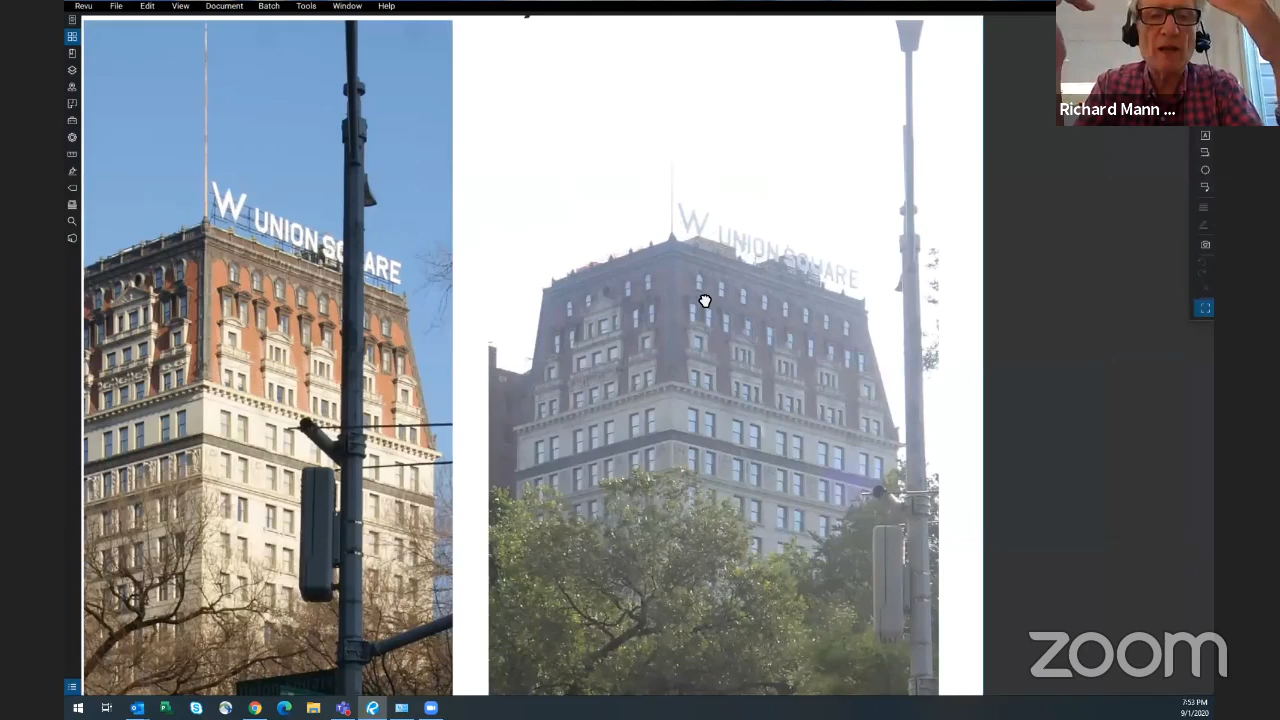 Revu File Edit View Document Batch Tools Window Help
W UNION SQUARE
W UNION SQUARE
Richard Mann ...
zoom
7:53 PM
9/1/2020